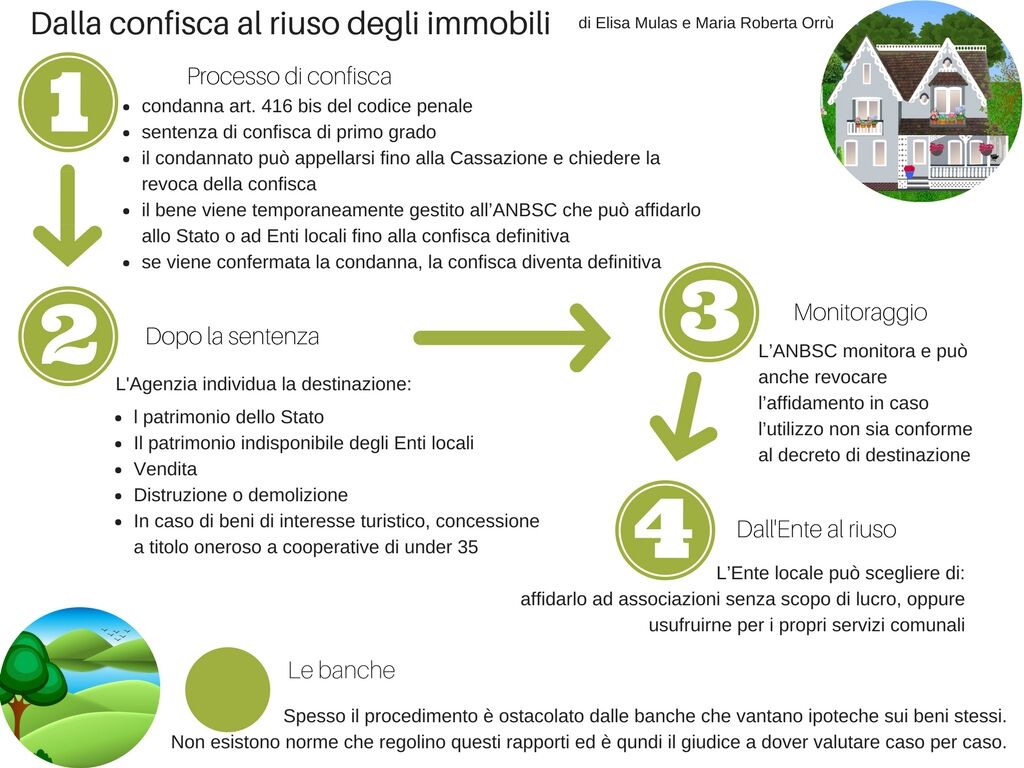 Dalla confisca al riuso degli immobili
di Elisa Mulas e Maria Roberta Orrù
1
Processo di confisca
• condanna art. 416 bis del codice penale
• sentenza di confisca di primo grado
• il condannato può appellarsi fino alla Cassazione e chiedere la
revoca della confisca
• il bene viene temporaneamente gestito all’ANBSC che può affidarlo
allo Stato o ad Enti locali fino alla confisca definitiva
• se viene confermata la condanna, la confisca diventa definitiva
2
Dopo la sentenza
L'Agenzia individua la destinazione:
• l patrimonio dello Stato
• Il patrimonio indisponibile degli Enti locali
• Vendita
• Distruzione o demolizione
• In caso di beni di interesse turistico, concessione
a titolo oneroso a cooperative di under 35
3
Monitoraggio
L’ANBSC monitora e può
anche revocare
l’affidamento in caso
l’utilizzo non sia conforme
al decreto di destinazione
4
Dall'Ente al riuso
L’Ente locale può scegliere di:
affidarlo ad associazioni senza scopo di lucro, oppure
usufruirne per i propri servizi comunali
Le banche
Spesso il procedimento è ostacolato dalle banche che vantano ipoteche sui beni stessi.
Non esistono norme che regolino questi rapporti ed è qundi il giudice a dover valutare caso per caso.